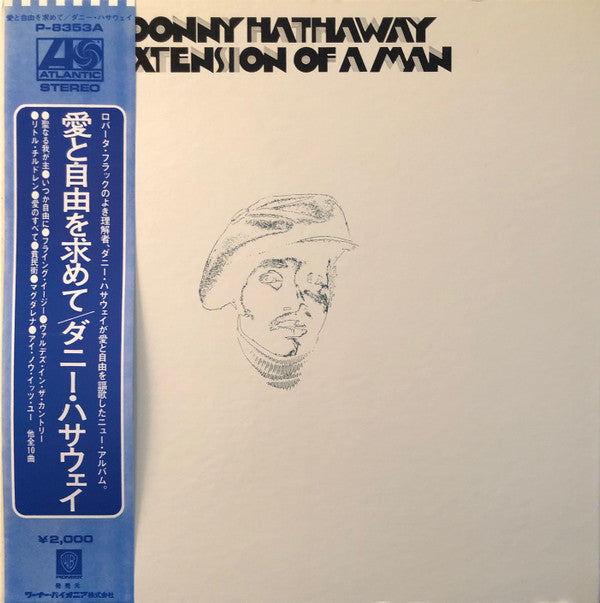 愛と自由を求めて/ダニー・ハサウェイ
P-8353A
ATLANTIC
STEREO
DONNY HATHAWAY
EXTENSION OF A MAN
ロバータ・フラックのよき理解者、ダニー・ハサウェイが愛と自由を謳歌したニュー・アルバム。
愛と自由を求めて/ダニー・ハサウェイ
●聖なる我が主●いつか自由に●フライング・イージー●ヴァルデズ・イン・ザ・カントリー
●リトル・チルドレン●愛のすべて●貧民街●マグダレナ●アイ・ノウ・イッツ・ユー 他全10曲
¥2,000
PIONEER
発売元
ワーナー・パイオニア株式会社